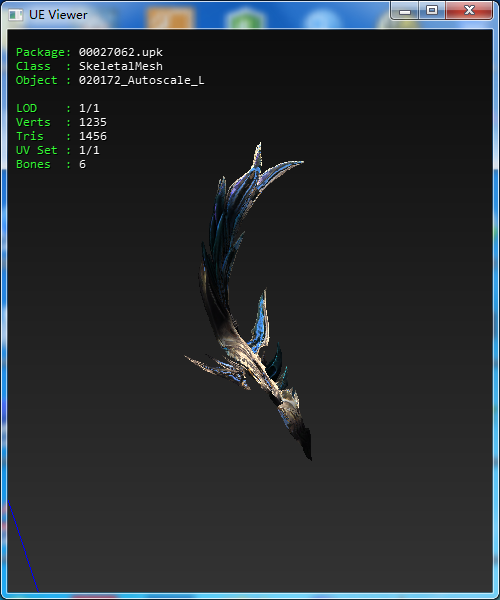 UE Viewer
Package: 00027062.upk
Class : SkeletalMesh
Object : 020172_Autoscale_L
LOD : 1/1
Verts : 1235
Tris : 1456
UV Set : 1/1
Bones : 6